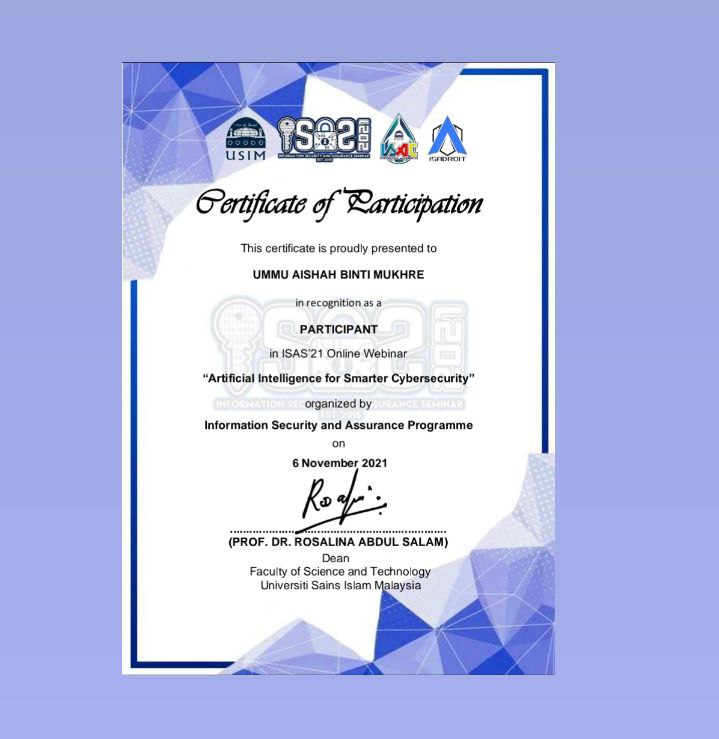 USIM
ISAS 2021
INFORMATION SECURITY AND ASSURANCE SEMINAR
ISADROIT
Certificate of Participation
This certificate is proudly presented to
UMMU AISHAH BINTI MUKHRE
in recognition as a
PARTICIPANT
in ISAS'21 Online Webinar
“Artificial Intelligence for Smarter Cybersecurity”
organized by
Information Security and Assurance Programme
on
6 November 2021
(PROF. DR. ROSALINA ABDUL SALAM)
Dean
Faculty of Science and Technology
Universiti Sains Islam Malaysia